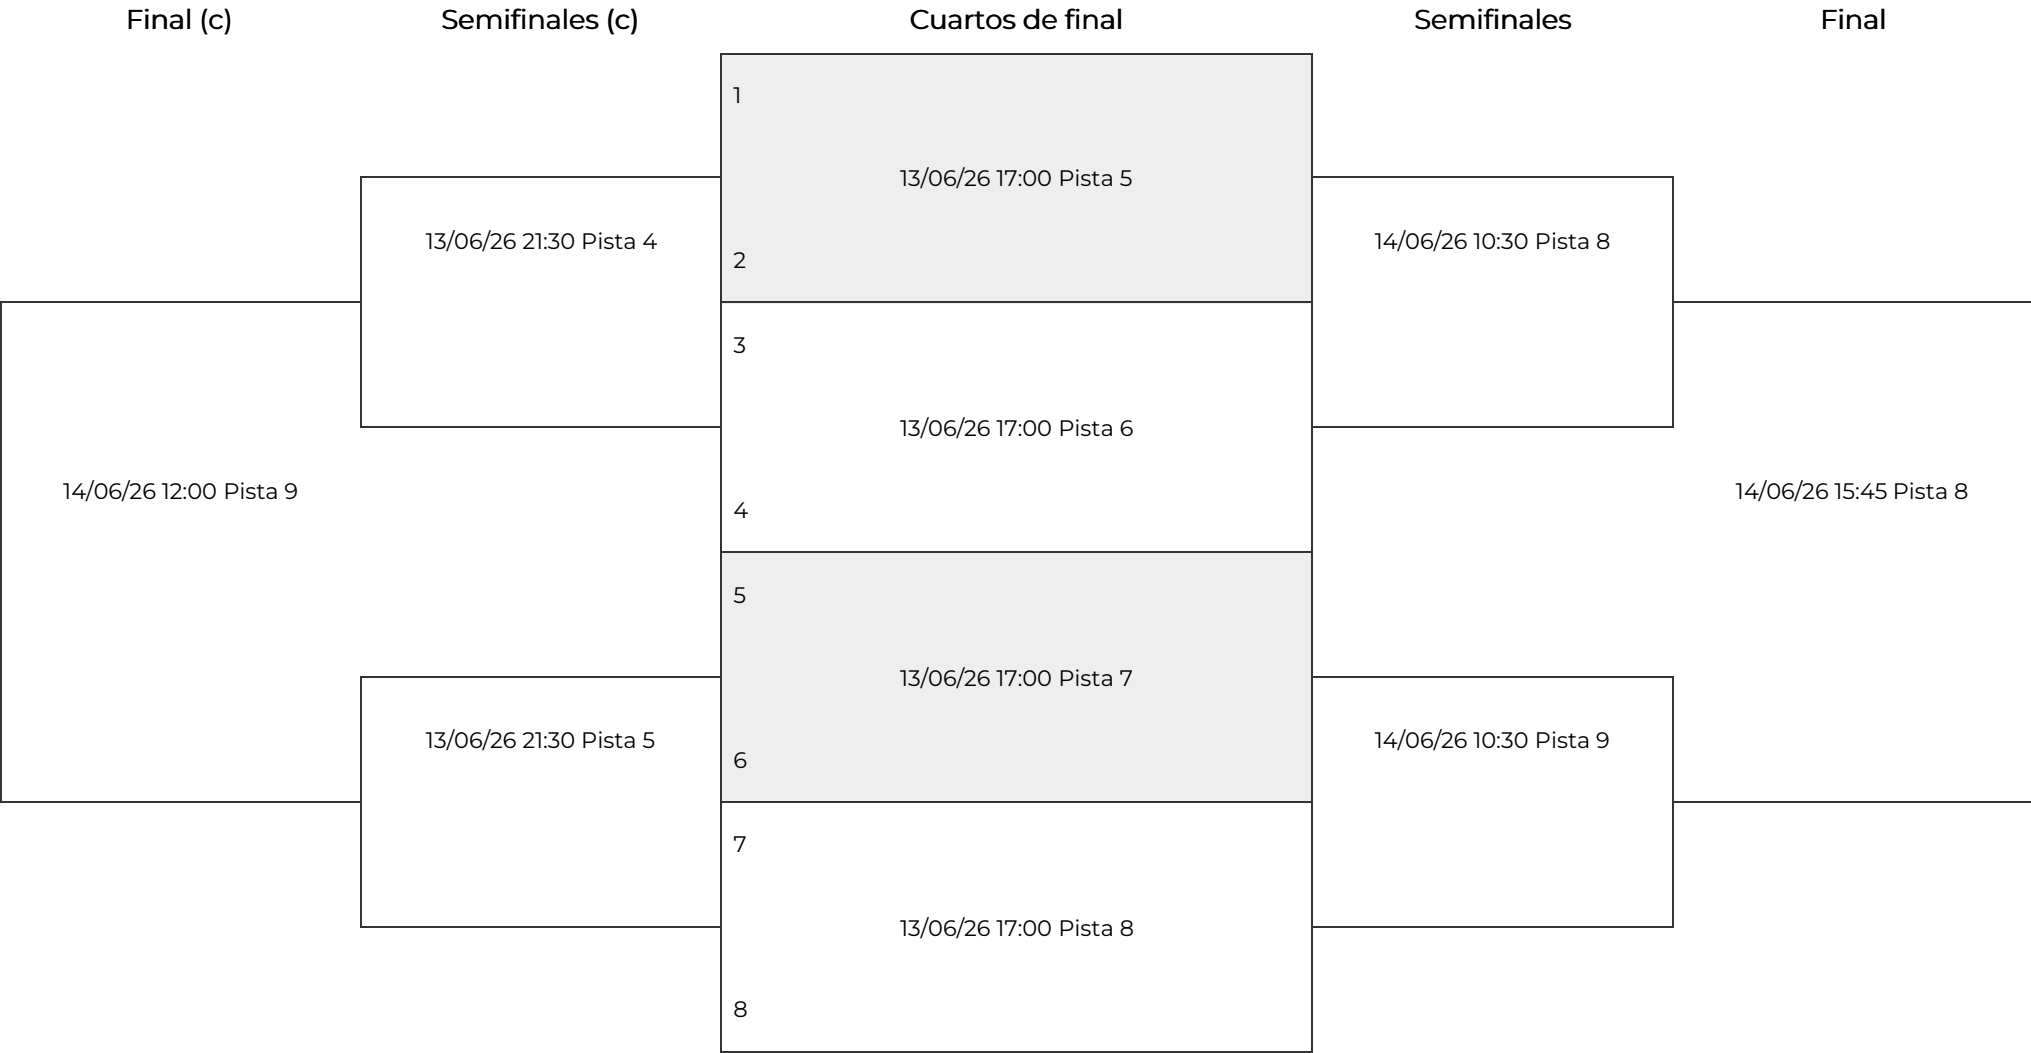 Final (c)
Semifinales (c)
Cuartos de final
Semifinales
Final
1
13/06/26 17:00 Pista 5
2
13/06/26 21:30 Pista 4
14/06/26 10:30 Pista 8
3
13/06/26 17:00 Pista 6
4
14/06/26 12:00 Pista 9
14/06/26 15:45 Pista 8
5
13/06/26 17:00 Pista 7
6
13/06/26 21:30 Pista 5
14/06/26 10:30 Pista 9
7
13/06/26 17:00 Pista 8
8